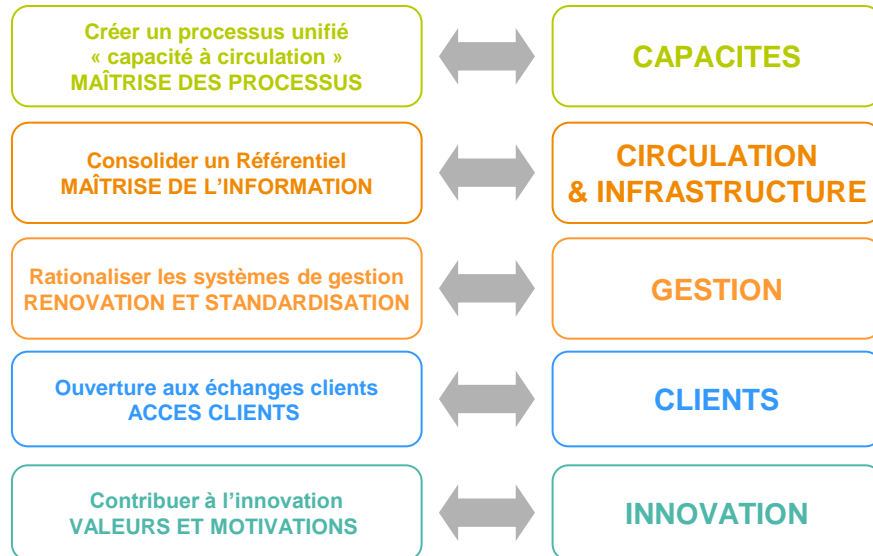 Créer un processus unifié
« capacité à circulation »
MAÎTRISE DES PROCESSUS
CAPACITES
Consolider un Référentiel
MAÎTRISE DE L'INFORMATION
CIRCULATION
& INFRASTRUCTURE
Rationaliser les systèmes de gestion
RENOVATION ET STANDARDISATION
GESTION
Ouverture aux échanges clients
ACCES CLIENTS
CLIENTS
Contribuer à l'innovation
VALEURS ET MOTIVATIONS
INNOVATION